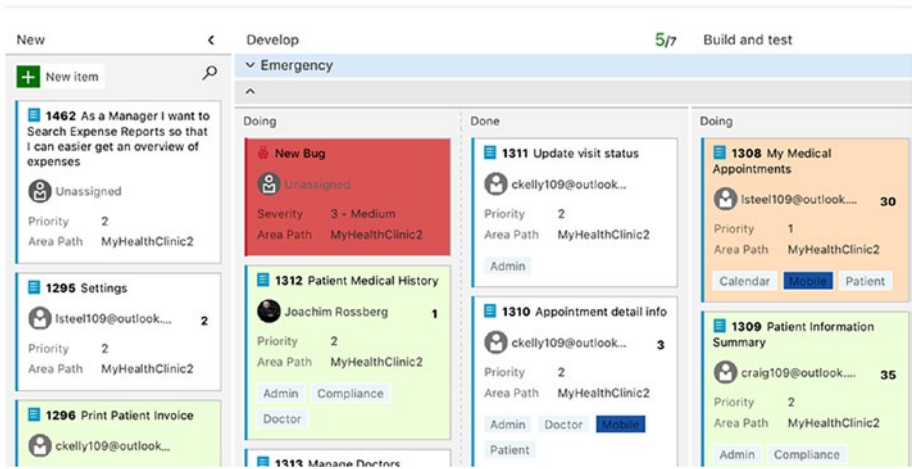 New
Develop
5/7
Build and test
Emergency
New item
1462 As a Manager I want to
Search Expense Reports so that
I can easier get an overview of
expenses
Unassigned
Priority 2
Area Path MyHealthClinic2
1295 Settings
lsteel109@outlook.... 2
Priority 2
Area Path MyHealthClinic2
1296 Print Patient Invoice
ckelly109@outlook...
Doing
New Bug
Unassigned
Severity 3 - Medium
Area Path MyHealthClinic2
1312 Patient Medical History
Joachim Rossberg 1
Priority 2
Area Path MyHealthClinic2
Admin Compliance
Doctor
1313 Manage Doctors
Done
1311 Update visit status
ckelly109@outlook...
Priority 2
Area Path MyHealthClinic2
Admin
1310 Appointment detail info
ckelly109@outlook... 3
Priority 2
Area Path MyHealthClinic2
Admin Doctor Mobile
Patient
Doing
1308 My Medical
Appointments
lsteel109@outlook.... 30
Priority 1
Area Path MyHealthClinic2
Calendar Mobile Patient
1309 Patient Information
Summary
craig109@outlook.... 35
Priority 2
Area Path MyHealthClinic2
Admin Compliance